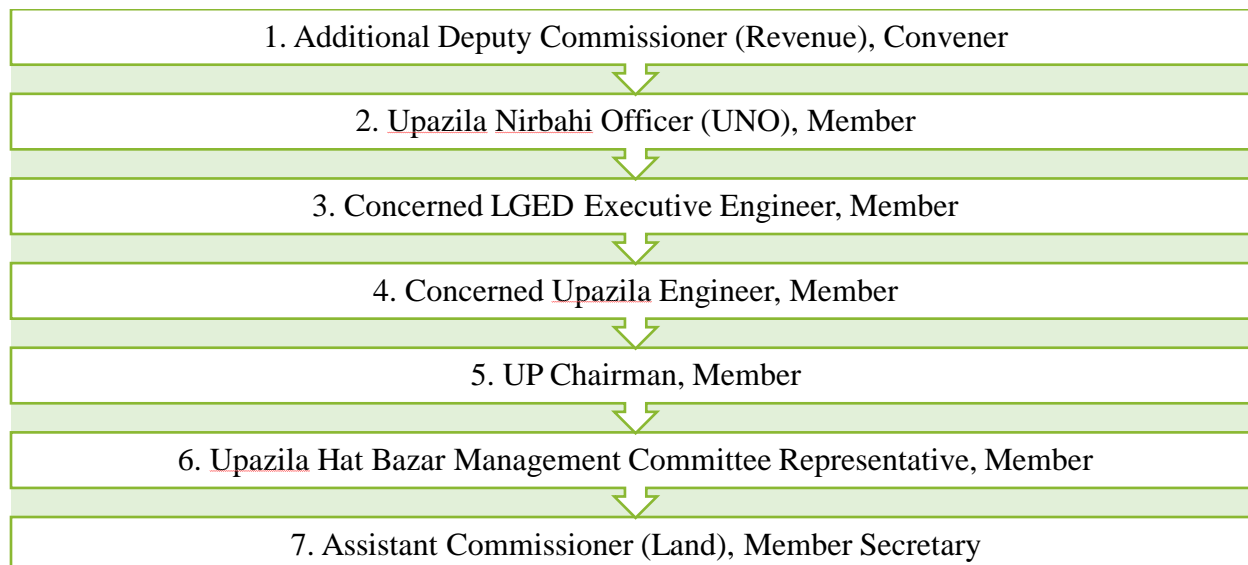 1. Additional Deputy Commissioner (Revenue), Convener
2. Upazila Nirbahi Officer (UNO), Member
3. Concerned LGED Executive Engineer, Member
4. Concerned Upazila Engineer, Member
5. UP Chairman, Member
6. Upazila Hat Bazar Management Committee Representative, Member
7. Assistant Commissioner (Land), Member Secretary